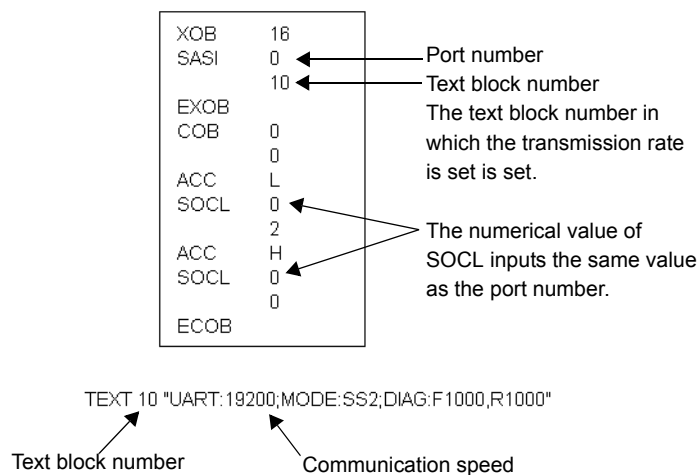 XOB 16
SASI 0
10
EXOB
COB 0
0
ACC L
SOCL 0
2
ACC H
SOCL 0
0
ECOB
Port number
Text block number
The text block number in
which the transmission rate
is set is set.
The numerical value of
SOCL inputs the same value
as the port number.
TEXT 10 "UART:19200;MODE:SS2;DIAG:F1000,R1000"
Text block number
Communication speed